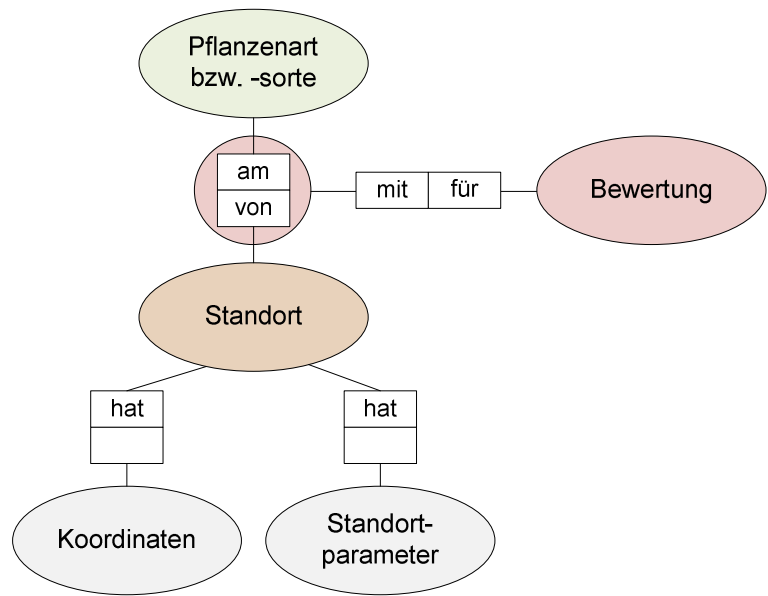 Pflanzenart
bzw. -sorte
am
von
mit
für
Bewertung
Standort
hat
hat
Koordinaten
Standort-
parameter